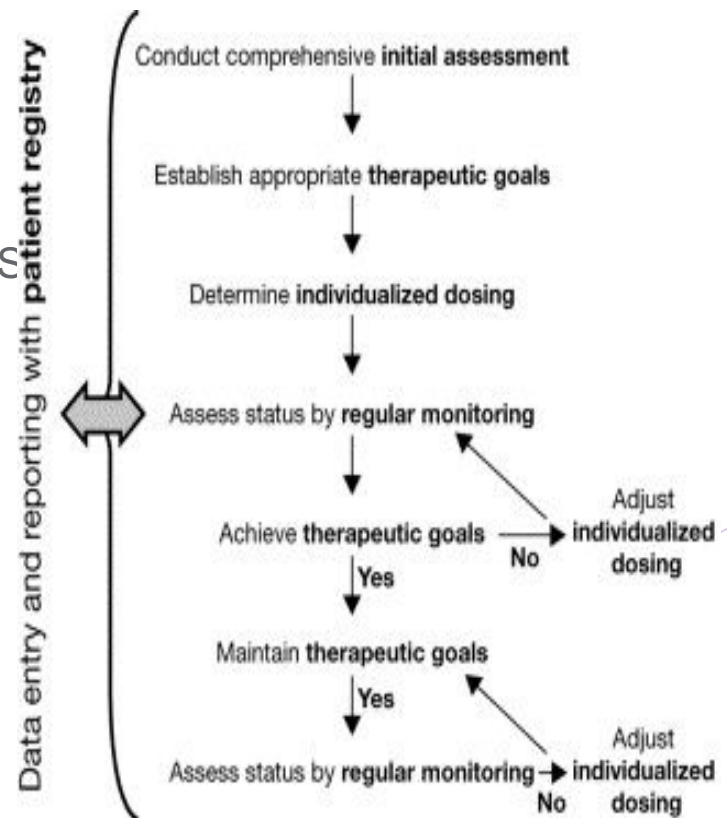 Data entry and reporting with patient registry
Conduct comprehensive initial assessment
Establish appropriate therapeutic goals
S
Determine individualized dosing
Assess status by regular monitoring
Achieve therapeutic goals
No
Adjust
individualized
dosing
Yes
Maintain therapeutic goals
Yes
Assess status by regular monitoring
No
Adjust
individualized
dosing